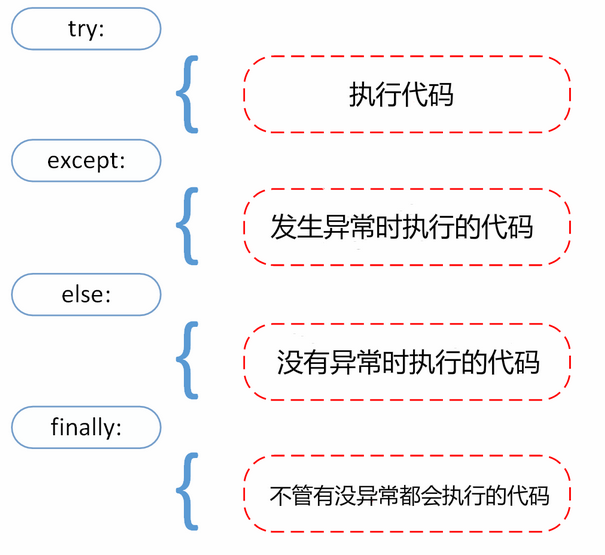 try:
执行代码
except:
发生异常时执行的代码
else:
没有异常时执行的代码
finally:
不管有没异常都会执行的代码